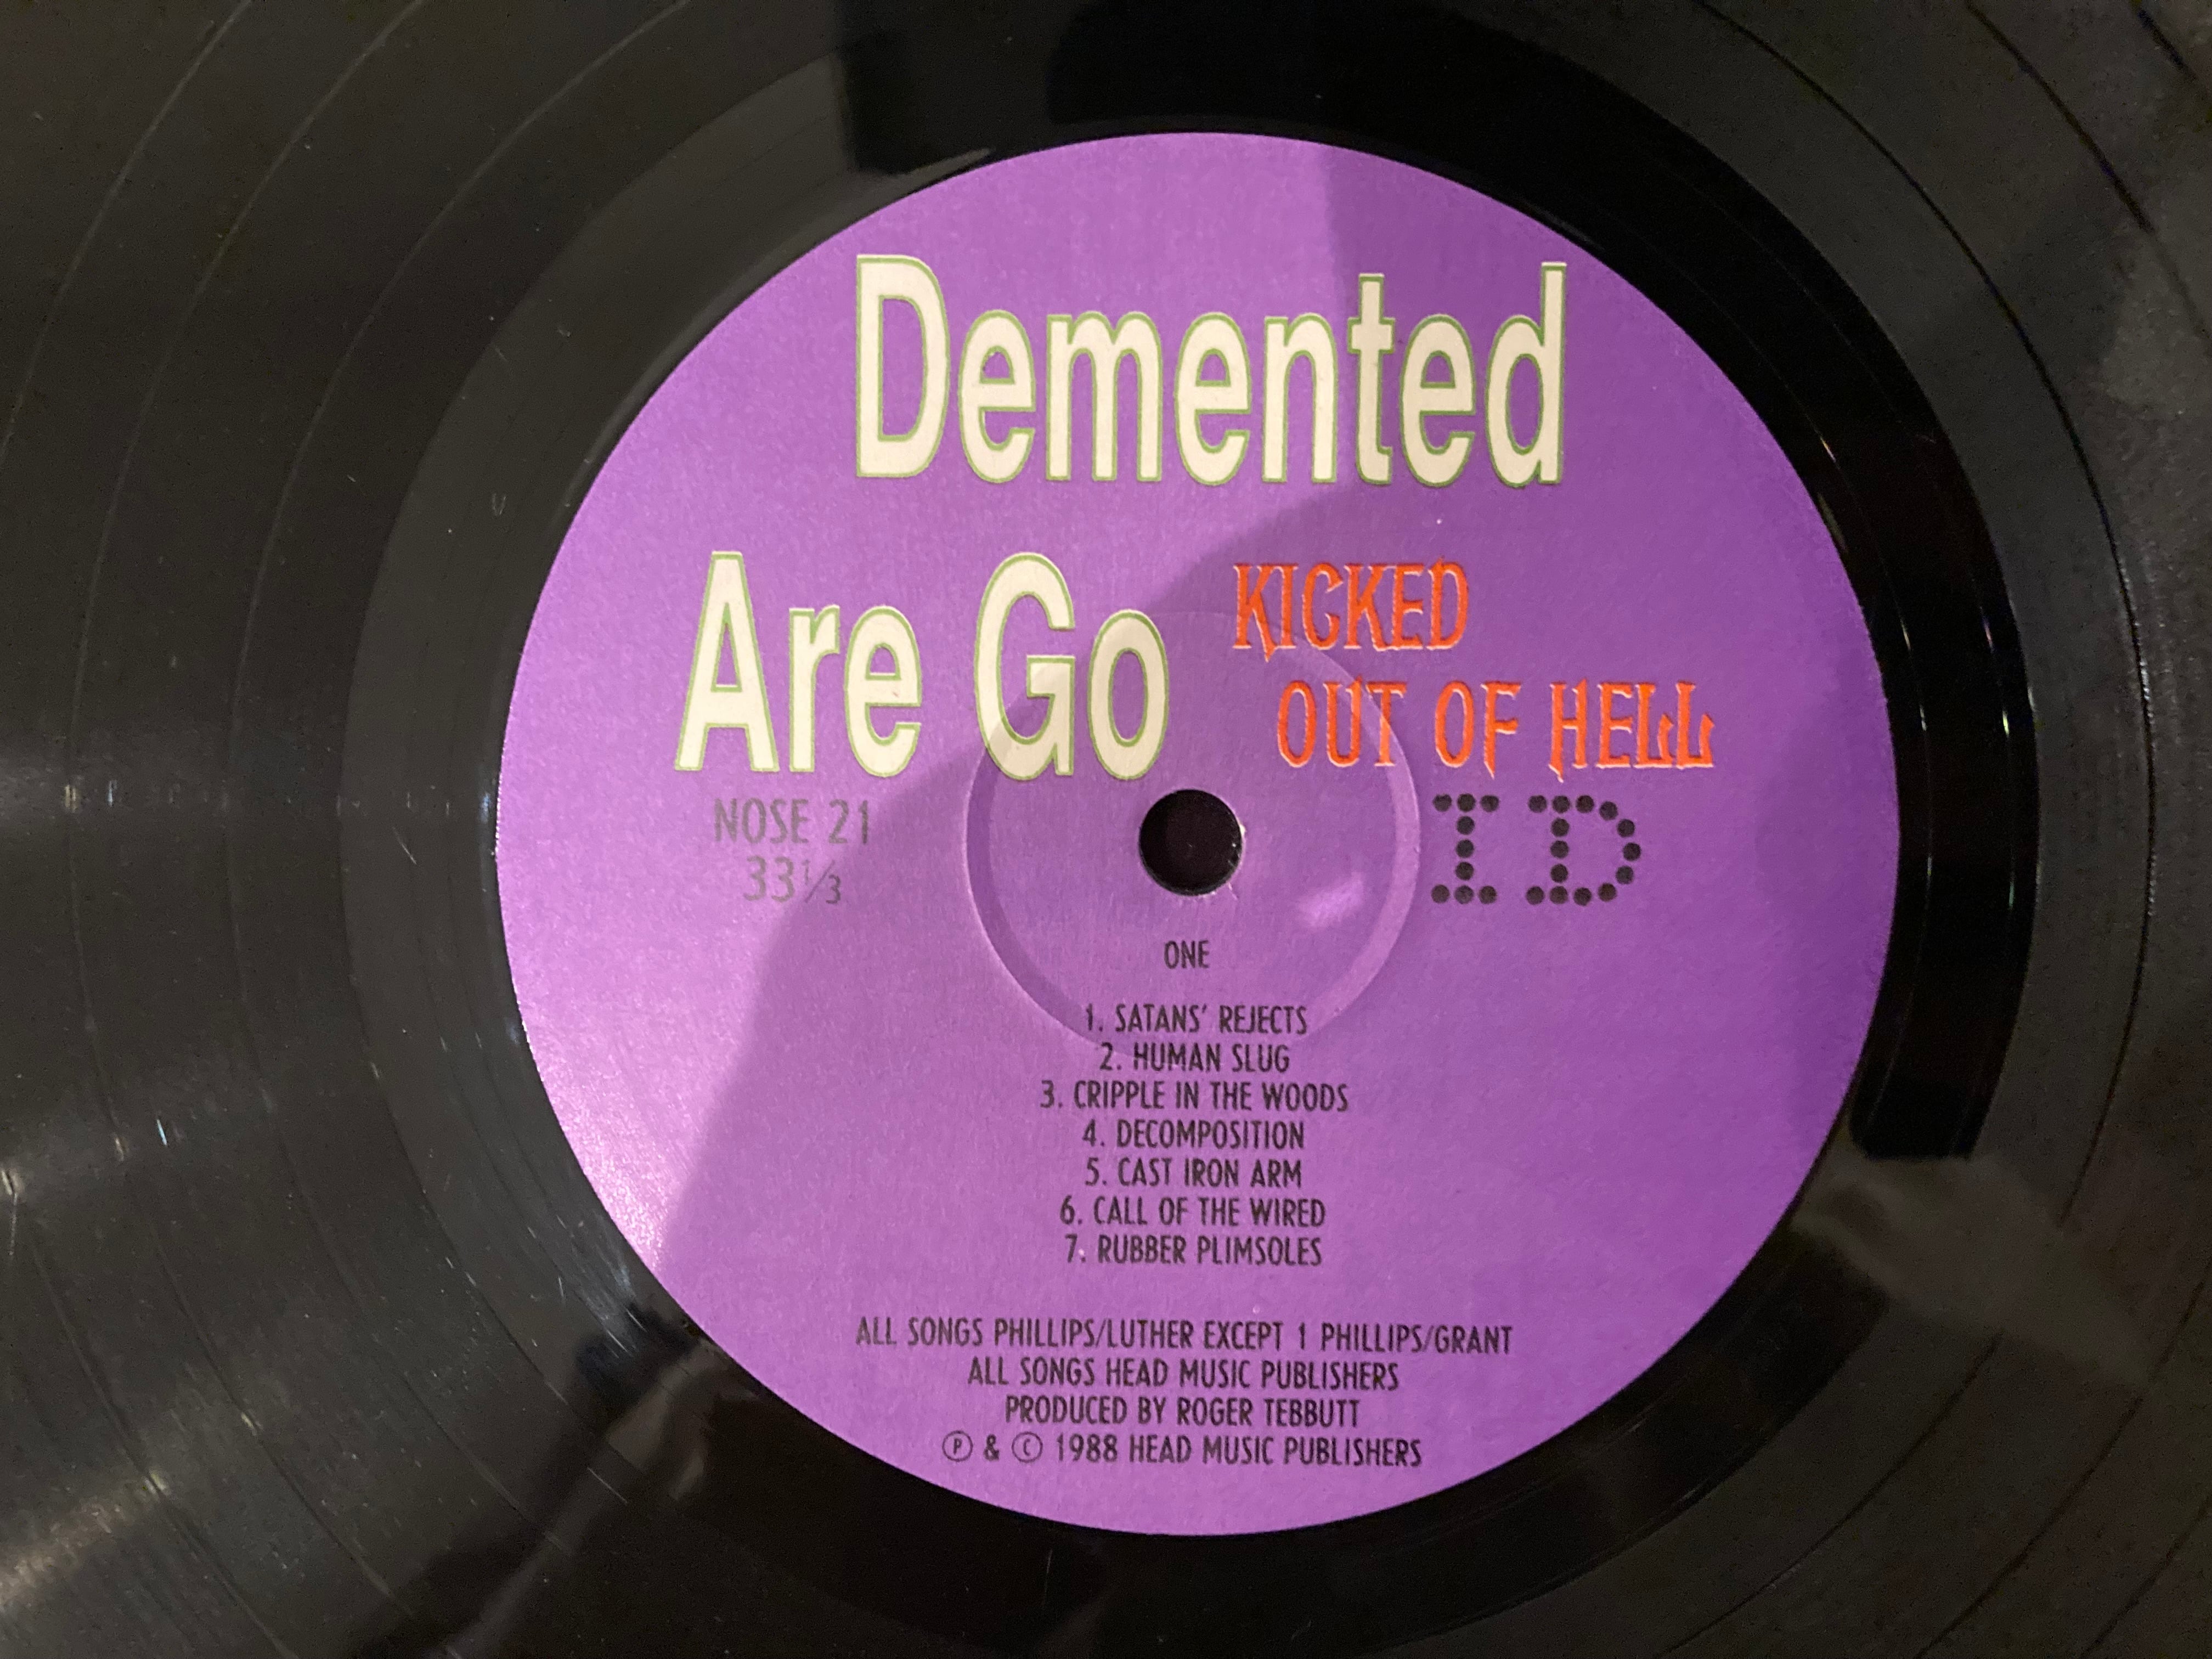 Demented
Are Go
KICKED
OUT OF HELL
NOSE 21
33⅓
ID
ONE
1. SATANS' REJECTS
2. HUMAN SLUG
3. CRIPPLE IN THE WOODS
4. DECOMPOSITION
5. CAST IRON ARM
6. CALL OF THE WIRED
7. RUBBER PLIMSOLES
ALL SONGS PHILLIPS/LUTHER EXCEPT 1 PHILLIPS/GRANT
ALL SONGS HEAD MUSIC PUBLISHERS
PRODUCED BY ROGER TEBBUTT
Ⓟ & Ⓒ 1988 HEAD MUSIC PUBLISHERS